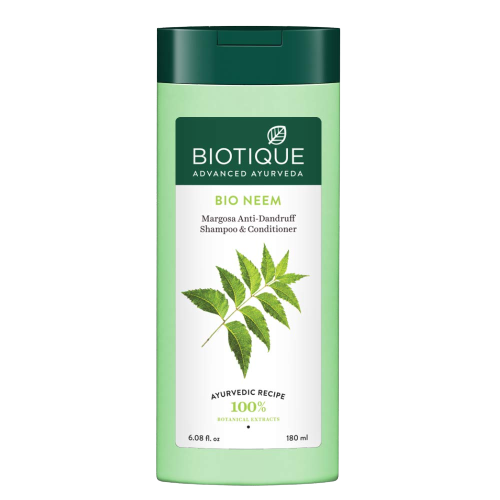 BIOTIQUE
ADVANCED AYURVEDA
BIO NEEM
Margosa Anti-Dandruff
Shampoo & Conditioner
AYURVEDIC RECIPE
100%
BOTANICAL EXTRACTS
6.08 fl. oz 180 ml